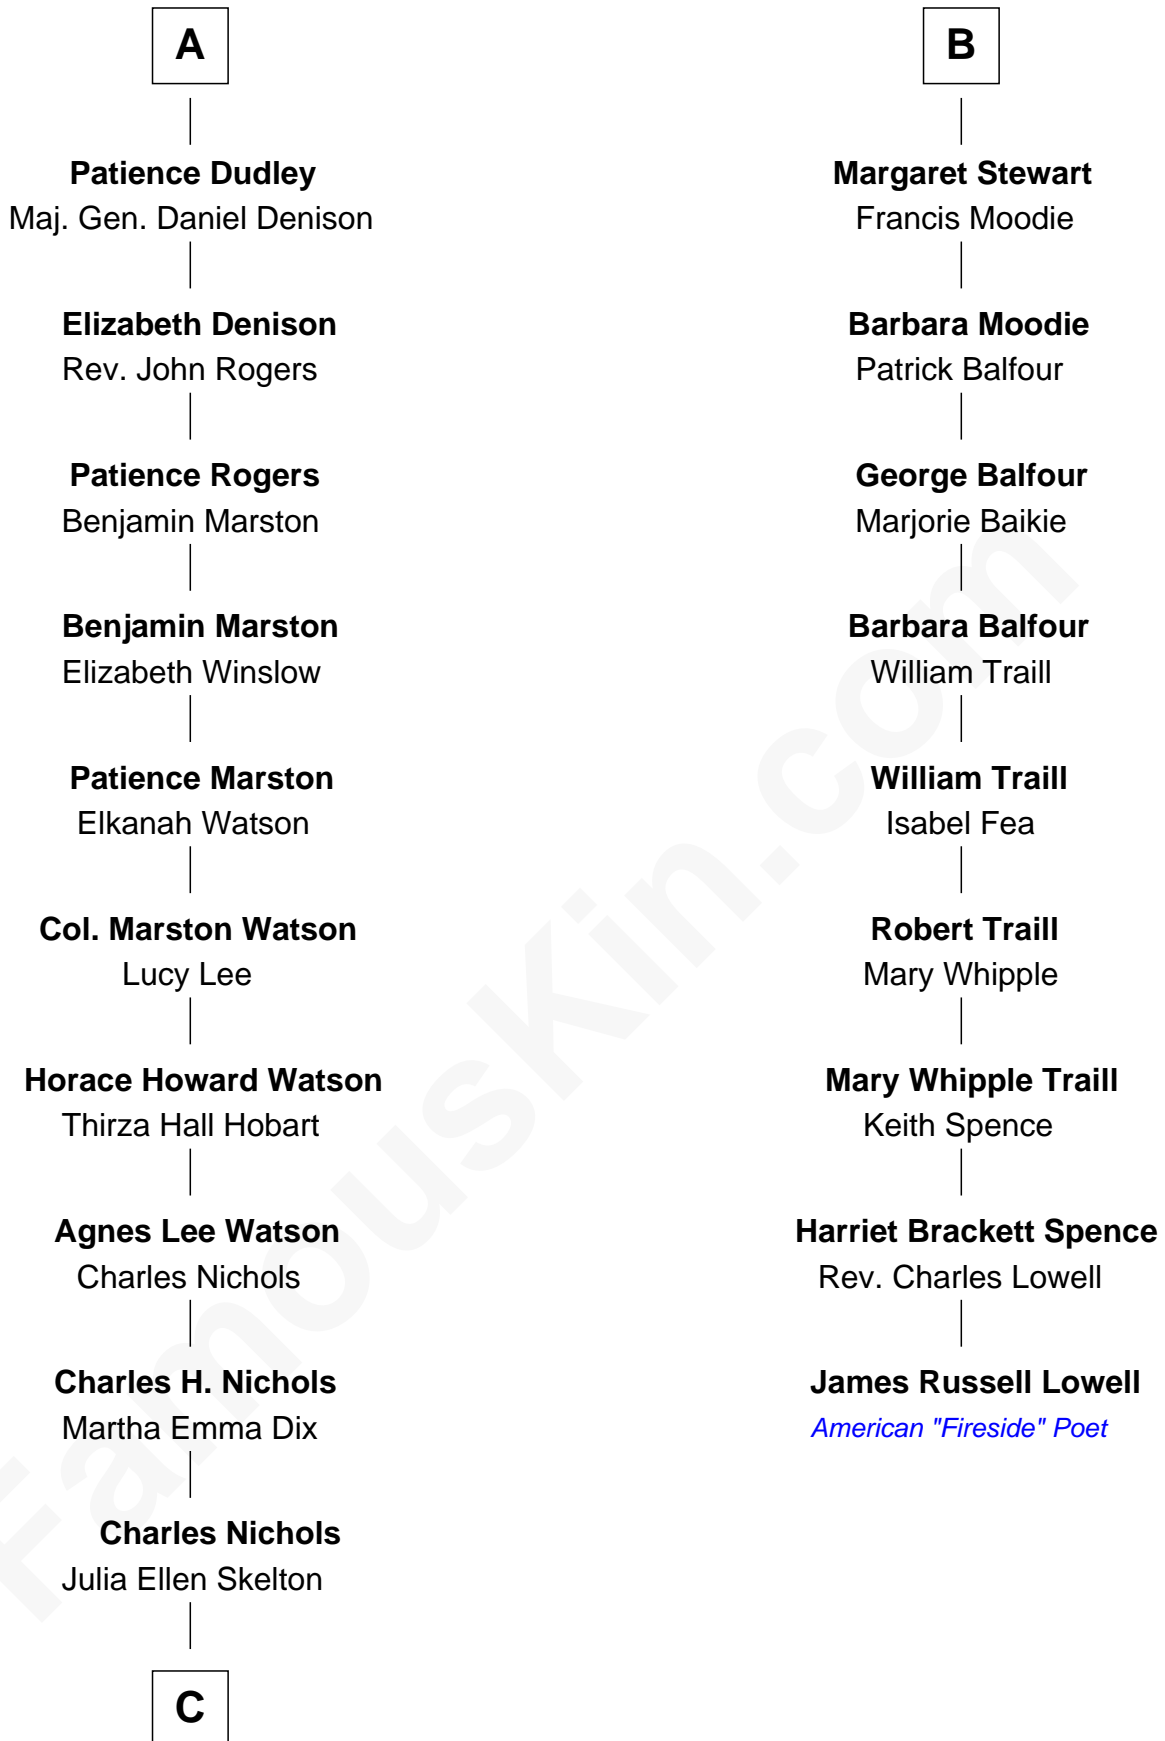 A
Patience Dudley
Maj. Gen. Daniel Denison
Elizabeth Denison
Rev. John Rogers
Patience Rogers
Benjamin Marston
Benjamin Marston
Elizabeth Winslow
Patience Marston
Elkanah Watson
Col. Marston Watson
Lucy Lee
Horace Howard Watson
Thirza Hall Hobart
Agnes Lee Watson
Charles Nichols
Charles H. Nichols
Martha Emma Dix
Charles Nichols
Julia Ellen Skelton
C
B
Margaret Stewart
Francis Moodie
Barbara Moodie
Patrick Balfour
George Balfour
Marjorie Baikie
Barbara Balfour
William Traill
William Traill
Isabel Fea
Robert Traill
Mary Whipple
Mary Whipple Traill
Keith Spence
Harriet Brackett Spence
Rev. Charles Lowell
James Russell Lowell
American "Fireside" Poet
FamousKin.com